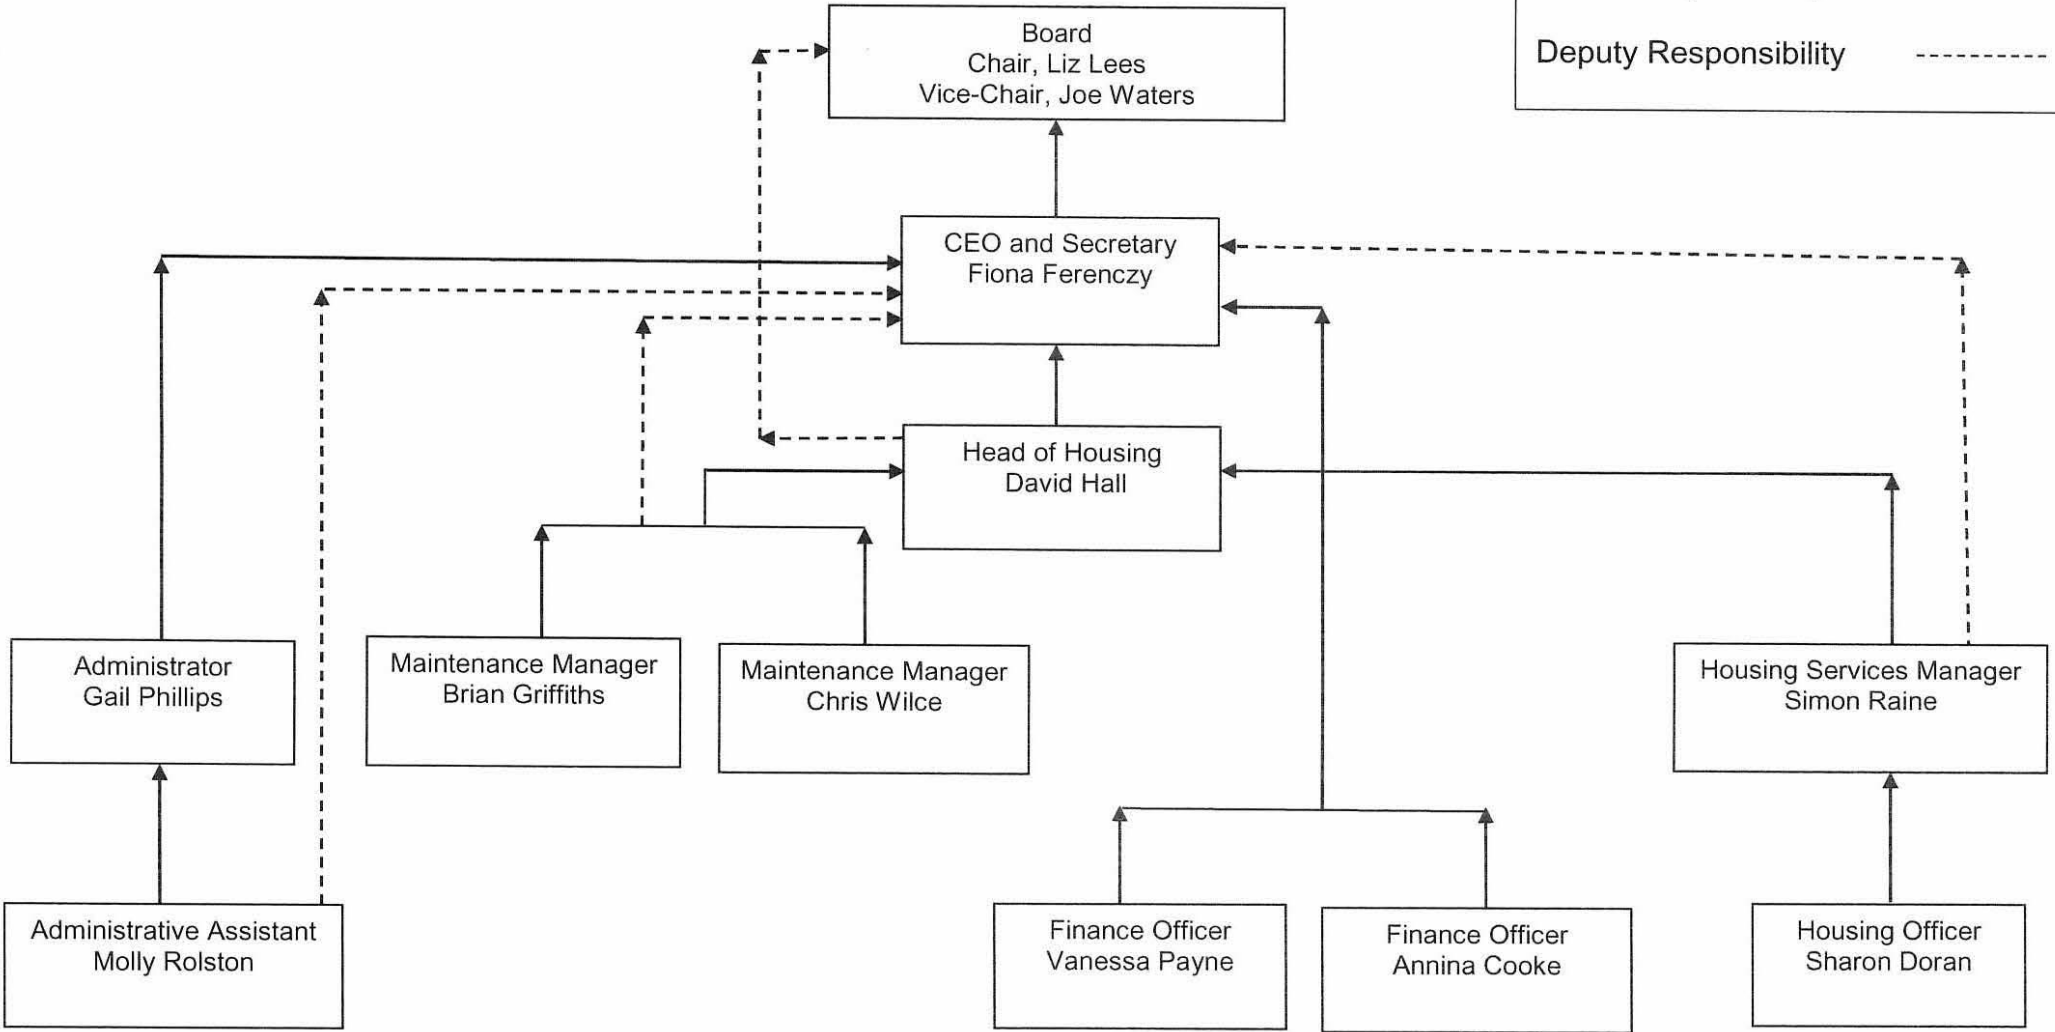 Board
Chair, Liz Lees
Vice-Chair, Joe Waters
Deputy Responsibility
CEO and Secretary
Fiona Ferenczy
Head of Housing
David Hall
Administrator
Gail Phillips
Maintenance Manager
Brian Griffiths
Maintenance Manager
Chris Wilce
Housing Services Manager
Simon Raine
Administrative Assistant
Molly Rolston
Finance Officer
Vanessa Payne
Finance Officer
Annina Cooke
Housing Officer
Sharon Doran